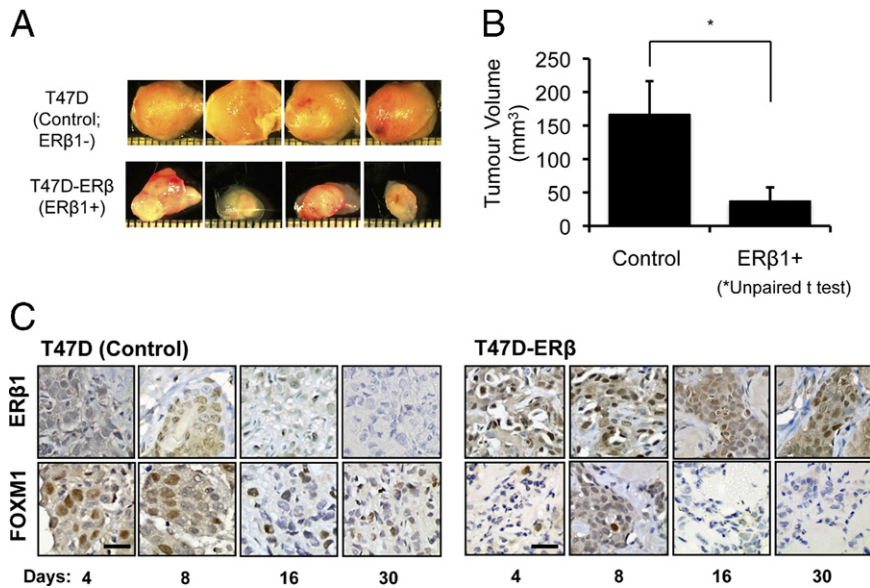 A
T47D
(Control;
ERβ1-)
T47D-ERβ
(ERβ1+)
B
*
Tumour Volume
(mm³)
250
200
150
100
50
0
Control
ERβ1+
(*Unpaired t test)
C
T47D (Control)
T47D-ERβ
ERβ1
FOXM1
Days: 4 8 16 30 4 8 16 30